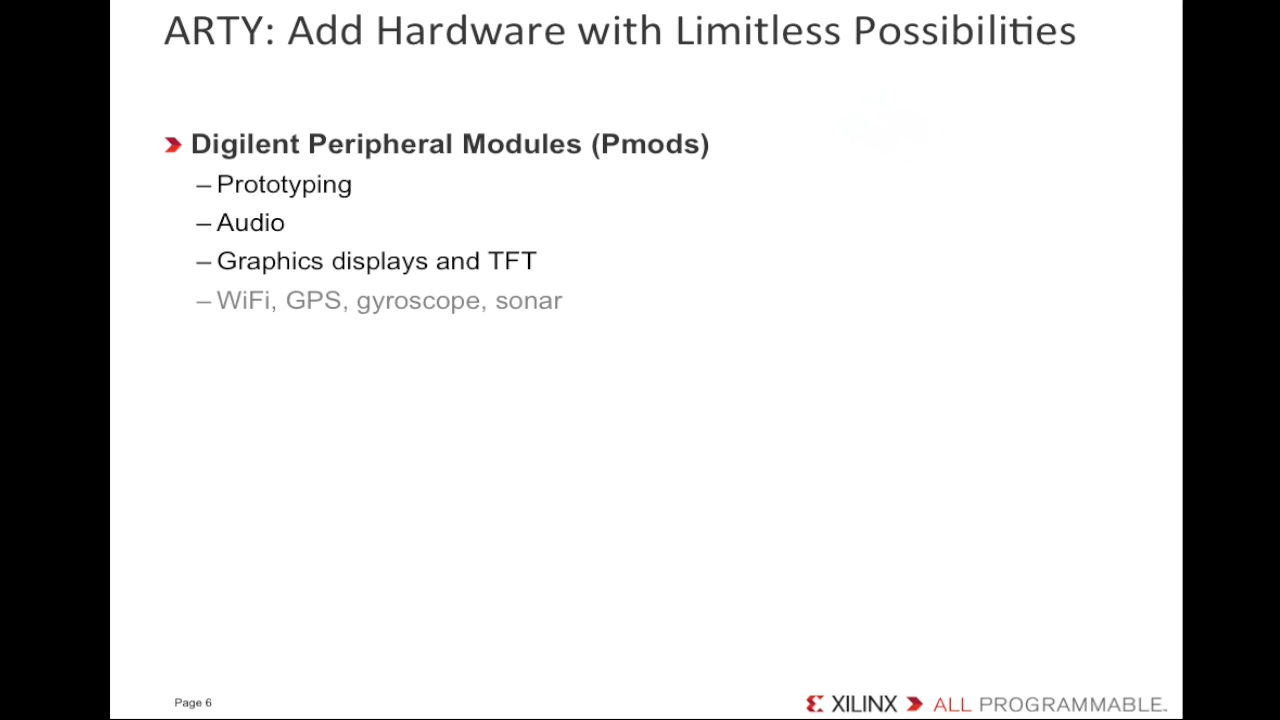 ARTY: Add Hardware with Limitless Possibilities
Digilent Peripheral Modules (Pmods)
– Prototyping
– Audio
– Graphics displays and TFT
– WiFi, GPS, gyroscope, sonar
Page 6
XILINX ALL PROGRAMMABLE™